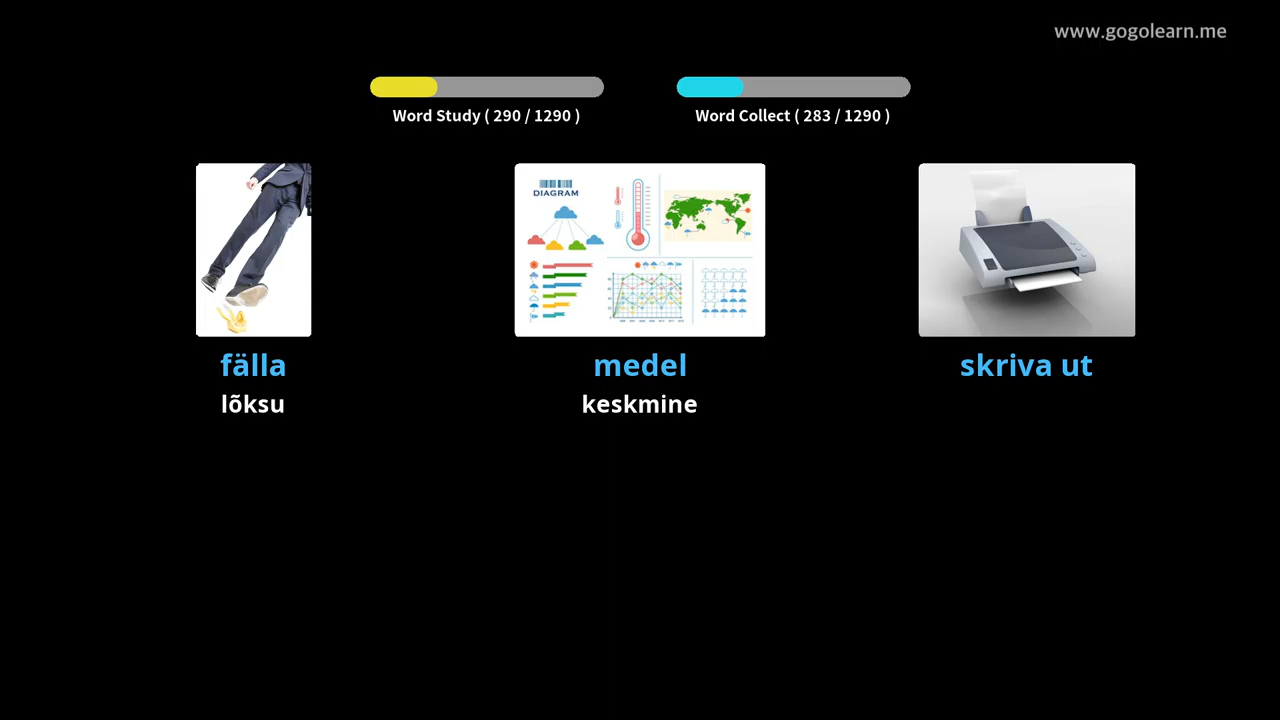 www.gogolearn.me
Word Study ( 290 / 1290 )
Word Collect ( 283 / 1290 )
DIAGRAM
fälla
medel
skriva ut
lõksu
keskmine